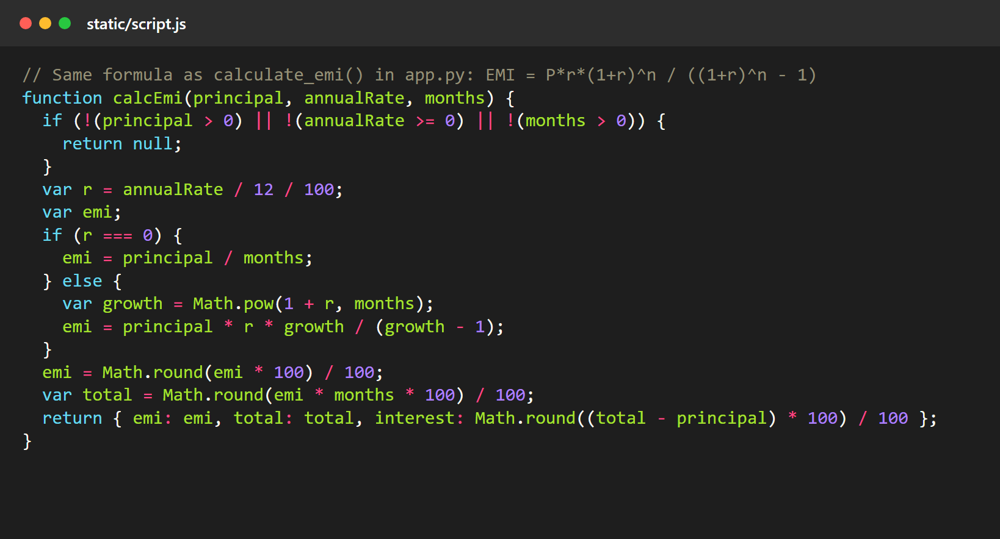 static/script.js
// Same formula as calculate_emi() in app.py: EMI = P*r*(1+r)^n / ((1+r)^n - 1)
function calcEmi(principal, annualRate, months) {
  if (!(principal > 0) || !(annualRate >= 0) || !(months > 0)) {
    return null;
  }
  var r = annualRate / 12 / 100;
  var emi;
  if (r === 0) {
    emi = principal / months;
  } else {
    var growth = Math.pow(1 + r, months);
    emi = principal * r * growth / (growth - 1);
  }
  emi = Math.round(emi * 100) / 100;
  var total = Math.round(emi * months * 100) / 100;
  return { emi: emi, total: total, interest: Math.round((total - principal) * 100) / 100 };
}